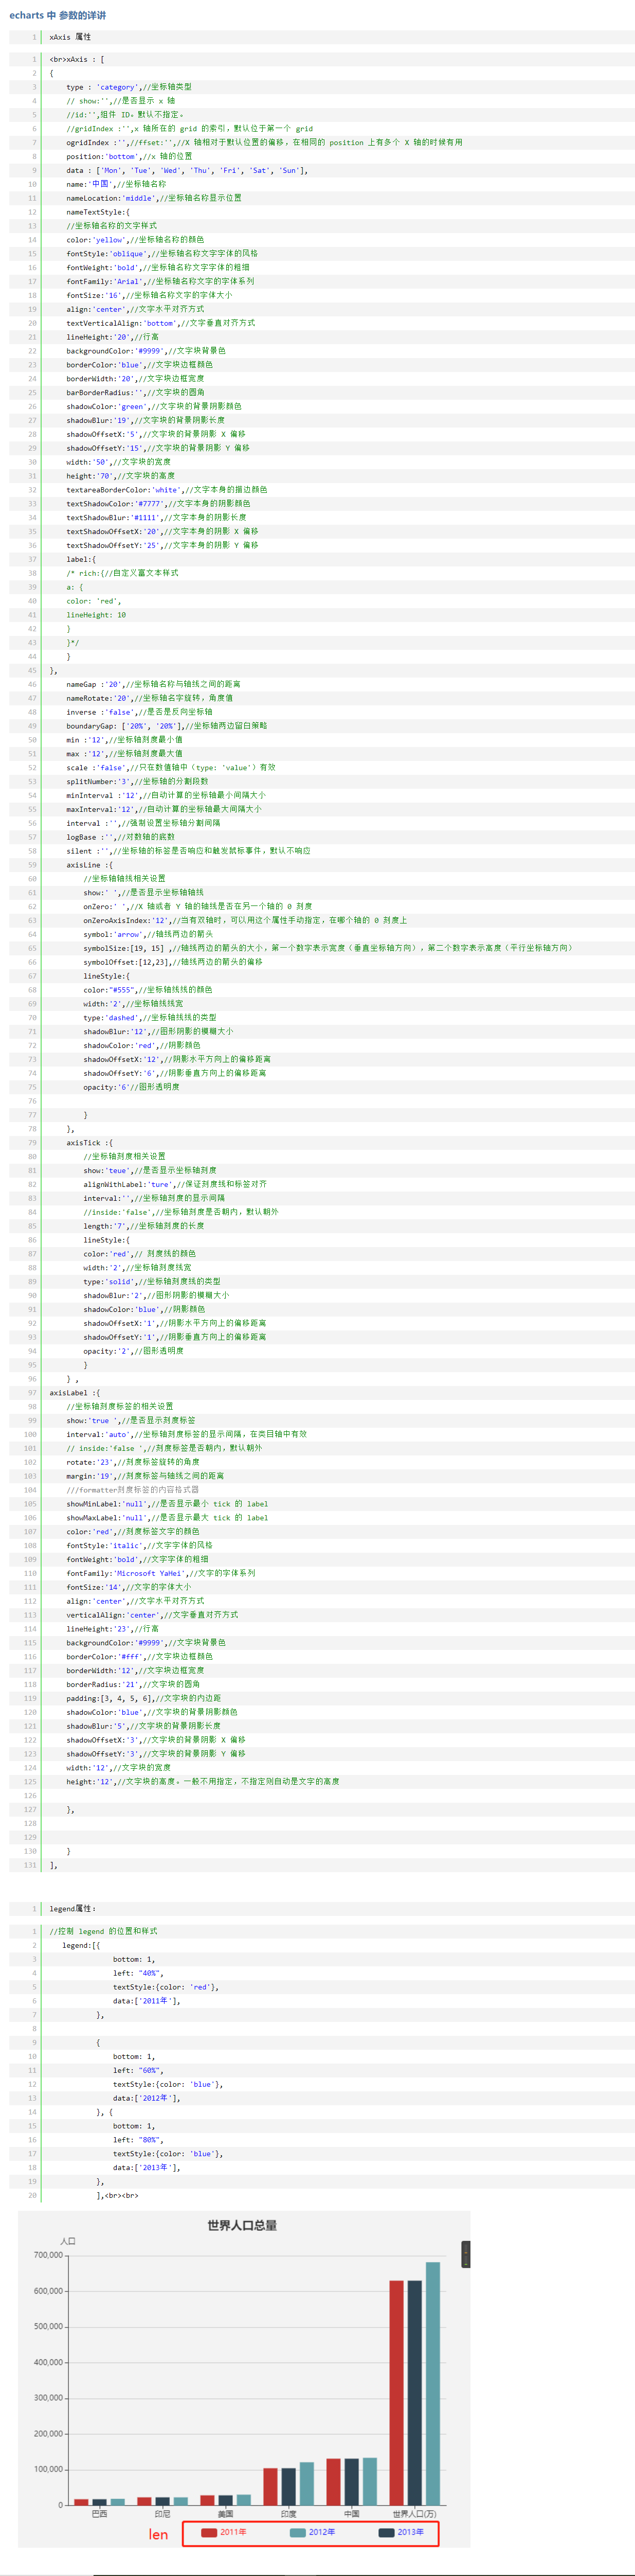 echarts 中 参数的详讲
1 xAxis 属性
1 <br>xAxis : [
2 {
3 type : 'category',//坐标轴类型
4 // show:'',//是否显示 x 轴
5 //id:'',组件 ID。默认不指定。
6 //gridIndex :'',x 轴所在的 grid 的索引，默认位于第一个 grid
7 ogridIndex :'',//ffset:'',//X 轴相对于默认位置的偏移，在相同的 position 上有多个 X 轴的时候有用
8 position:'bottom',//x 轴的位置
9 data : ['Mon', 'Tue', 'Wed', 'Thu', 'Fri', 'Sat', 'Sun'],
10 name:'中国',//坐标轴名称
11 nameLocation:'middle',//坐标轴名称显示位置
12 nameTextStyle:{
13 //坐标轴名称的文字样式
14 color:'yellow',//坐标轴名称的颜色
15 fontStyle:'oblique',//坐标轴名称文字字体的风格
16 fontWeight:'bold',//坐标轴名称文字字体的粗细
17 fontFamily:'Arial',//坐标轴名称文字的字体系列
18 fontSize:'16',//坐标轴名称文字的字体大小
19 align:'center',//文字水平对齐方式
20 textVerticalAlign:'bottom',//文字垂直对齐方式
21 lineHeight:'20',//行高
22 backgroundColor:'#9999',//文字块背景色
23 borderColor:'blue',//文字块边框颜色
24 borderWidth:'20',//文字块边框宽度
25 barBorderRadius:'',//文字块的圆角
26 shadowColor:'green',//文字块的背景阴影颜色
27 shadowBlur:'19',//文字块的背景阴影长度
28 shadowOffsetX:'5',//文字块的背景阴影 X 偏移
29 shadowOffsetY:'15',//文字块的背景阴影 Y 偏移
30 width:'50',//文字块的宽度
31 height:'70',//文字块的高度
32 textareaBorderColor:'white',//文字本身的描边颜色
33 textShadowColor:'#7777',//文字本身的阴影颜色
34 textShadowBlur:'#1111',//文字本身的阴影长度
35 textShadowOffsetX:'20',//文字本身的阴影 X 偏移
36 textShadowOffsetY:'25',//文字本身的阴影 Y 偏移
37 label:{
38 /* rich:{//自定义富文本样式
39 a: {
40 color: 'red',
41 lineHeight: 10
42 }
43 }*/
44 }
45 },
46 nameGap :'20',//坐标轴名称与轴线之间的距离
47 nameRotate:'20',//坐标轴名字旋转，角度值
48 inverse :'false',//是否是反向坐标轴
49 boundaryGap: ['20%', '20%'],//坐标轴两边留白策略
50 min :'12',//坐标轴刻度最小值
51 max :'12',//坐标轴刻度最大值
52 scale :'false',//只在数值轴中（type: 'value'）有效
53 splitNumber:'3',//坐标轴的分割段数
54 minInterval :'12',//自动计算的坐标轴最小间隔大小
55 maxInterval:'12',//自动计算的坐标轴最大间隔大小
56 interval :'',//强制设置坐标轴分割间隔
57 logBase :'',//对数轴的底数
58 silent :'',//坐标轴的标签是否响应和触发鼠标事件，默认不响应
59 axisLine :{
60 //坐标轴轴线相关设置
61 show:' ',//是否显示坐标轴轴线
62 onZero:' ',//X 轴或者 Y 轴的轴线是否在另一个轴的 0 刻度
63 onZeroAxisIndex:'12',//当有双轴时，可以用这个属性手动指定，在哪个轴的 0 刻度上
64 symbol:'arrow',//轴线两边的箭头
65 symbolSize:[19, 15] ,//轴线两边的箭头的大小，第一个数字表示宽度（垂直坐标轴方向），第二个数字表示高度（平行坐标轴方向）
66 symbolOffset:[12,23],//轴线两边的箭头的偏移
67 lineStyle:{
68 color:"#555",//坐标轴线线的颜色
69 width:'2',//坐标轴线线宽
70 type:'dashed',//坐标轴线线的类型
71 shadowBlur:'12',//图形阴影的模糊大小
72 shadowColor:'red',//阴影颜色
73 shadowOffsetX:'12',//阴影水平方向上的偏移距离
74 shadowOffsetY:'6',//阴影垂直方向上的偏移距离
75 opacity:'6'//图形透明度
76
77 }
78 },
79 axisTick :{
80 //坐标轴刻度相关设置
81 show:'teue',//是否显示坐标轴刻度
82 alignWithLabel:'ture',//保证刻度线和标签对齐
83 interval:'',//坐标轴刻度的显示间隔
84 //inside:'false',//坐标轴刻度是否朝内，默认朝外
85 length:'7',//坐标轴刻度的长度
86 lineStyle:{
87 color:'red',// 刻度线的颜色
88 width:'2',//坐标轴刻度线宽
89 type:'solid',//坐标轴刻度线的类型
90 shadowBlur:'2',//图形阴影的模糊大小
91 shadowColor:'blue',//阴影颜色
92 shadowOffsetX:'1',//阴影水平方向上的偏移距离
93 shadowOffsetY:'1',//阴影垂直方向上的偏移距离
94 opacity:'2',//图形透明度
95 }
96 } ,
97 axisLabel :{
98 //坐标轴刻度标签的相关设置
99 show:'true ',//是否显示刻度标签
100 interval:'auto',//坐标轴刻度标签的显示间隔，在类目轴中有效
101 // inside:'false ',//刻度标签是否朝内，默认朝外
102 rotate:'23',//刻度标签旋转的角度
103 margin:'19',//刻度标签与轴线之间的距离
104 ///formatter刻度标签的内容格式器
105 showMinLabel:'null',//是否显示最小 tick 的 label
106 showMaxLabel:'null',//是否显示最大 tick 的 label
107 color:'red',//刻度标签文字的颜色
108 fontStyle:'italic',//文字字体的风格
109 fontWeight:'bold',//文字字体的粗细
110 fontFamily:'Microsoft YaHei',//文字的字体系列
111 fontSize:'14',//文字的字体大小
112 align:'center',//文字水平对齐方式
113 verticalAlign:'center',//文字垂直对齐方式
114 lineHeight:'23',//行高
115 backgroundColor:'#9999',//文字块背景色
116 borderColor:'#fff',//文字块边框颜色
117 borderWidth:'12',//文字块边框宽度
118 borderRadius:'21',//文字块的圆角
119 padding:[3, 4, 5, 6],//文字块的内边距
120 shadowColor:'blue',//文字块的背景阴影颜色
121 shadowBlur:'5',//文字块的背景阴影长度
122 shadowOffsetX:'3',//文字块的背景阴影 X 偏移
123 shadowOffsetY:'3',//文字块的背景阴影 Y 偏移
124 width:'12',//文字块的宽度
125 height:'12',//文字块的高度。一般不用指定，不指定则自动是文字的高度
126
127 },
128
129
130 }
131 ],
1 legend属性:
1 //控制 legend 的位置和样式
2 legend:[{
3 bottom: 1,
4 left: "40%",
5 textStyle:{color: 'red'},
6 data:['2011年'],
7 },
8
9 {
10 bottom: 1,
11 left: "60%",
12 textStyle:{color: 'blue'},
13 data:['2012年'],
14 }, {
15 bottom: 1,
16 left: "80%",
17 textStyle:{color: 'blue'},
18 data:['2013年'],
19 },
20 ],<br><br>
世界人口总量
人口
700,000
600,000
500,000
400,000
300,000
200,000
100,000
0
巴西 印尼 美国 印度 中国 世界人口(万)
len 2011年 2012年 2013年